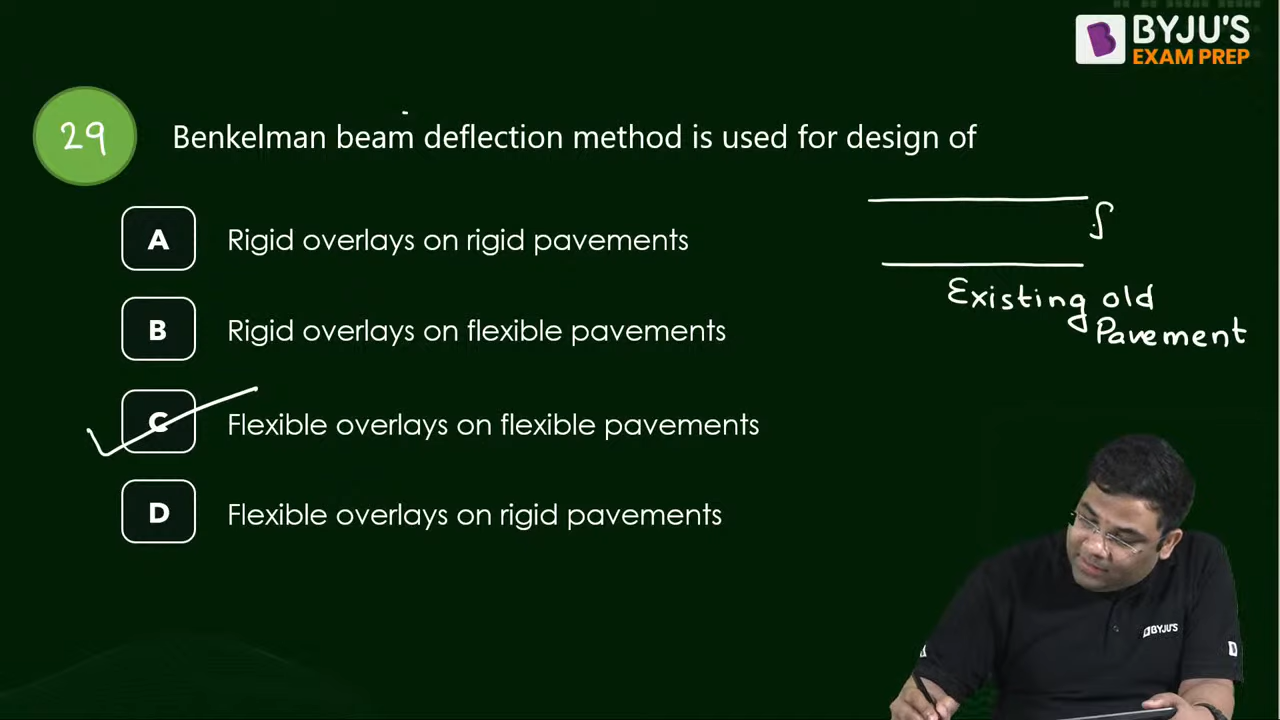 BYJU'S
EXAM PREP
29
Benkelman beam deflection method is used for design of
A
Rigid overlays on rigid pavements
B
Rigid overlays on flexible pavements
C
Flexible overlays on flexible pavements
D
Flexible overlays on rigid pavements
Existing old
Pavement
BYJU'S